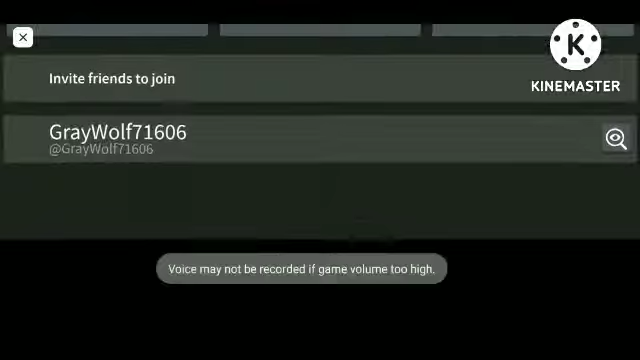 KINEMASTER
Invite friends to join
GrayWolf71606
@GrayWolf71606
Voice may not be recorded if game volume too high.